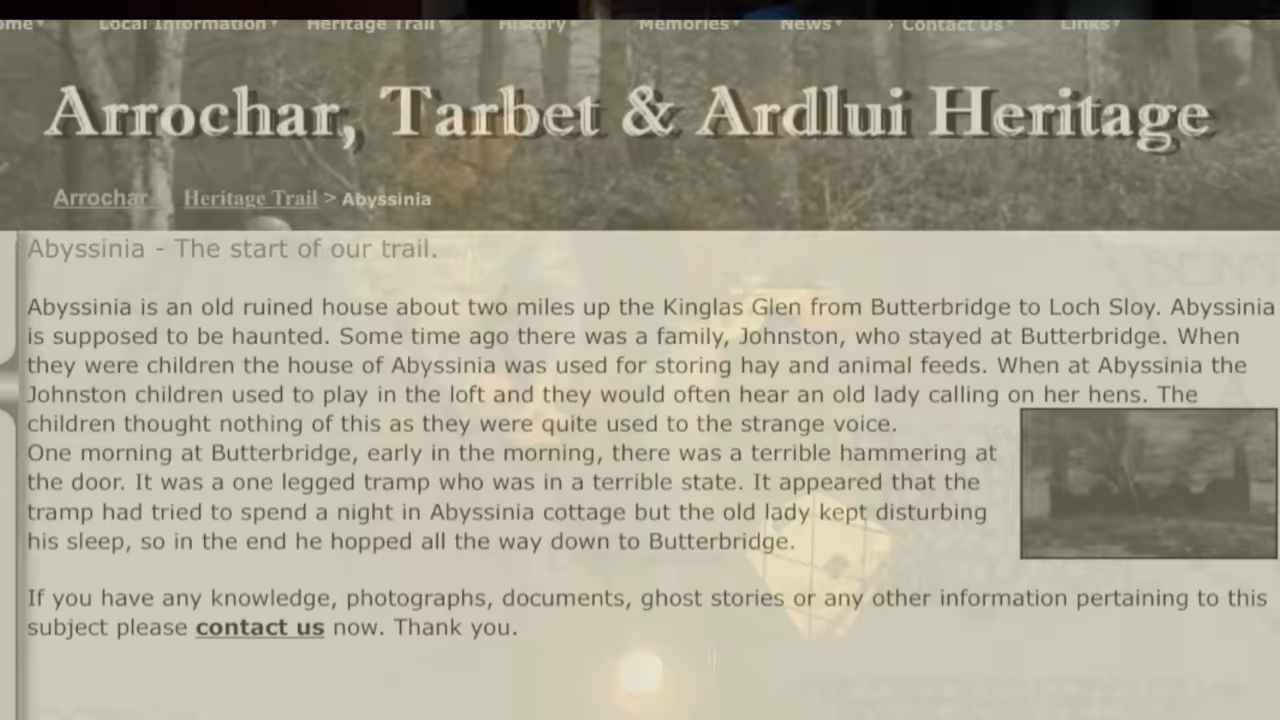 ome Local Information Heritage Trail History Memories News › Contact Us Links
Arrochar, Tarbet & Ardlui Heritage
Arrochar Heritage Trail > Abyssinia
Abyssinia - The start of our trail.
Abyssinia is an old ruined house about two miles up the Kinglas Glen from Butterbridge to Loch Sloy. Abyssinia
is supposed to be haunted. Some time ago there was a family, Johnston, who stayed at Butterbridge. When
they were children the house of Abyssinia was used for storing hay and animal feeds. When at Abyssinia the
Johnston children used to play in the loft and they would often hear an old lady calling on her hens. The
children thought nothing of this as they were quite used to the strange voice.
One morning at Butterbridge, early in the morning, there was a terrible hammering at
the door. It was a one legged tramp who was in a terrible state. It appeared that the
tramp had tried to spend a night in Abyssinia cottage but the old lady kept disturbing
his sleep, so in the end he hopped all the way down to Butterbridge.
If you have any knowledge, photographs, documents, ghost stories or any other information pertaining to this
subject please contact us now. Thank you.